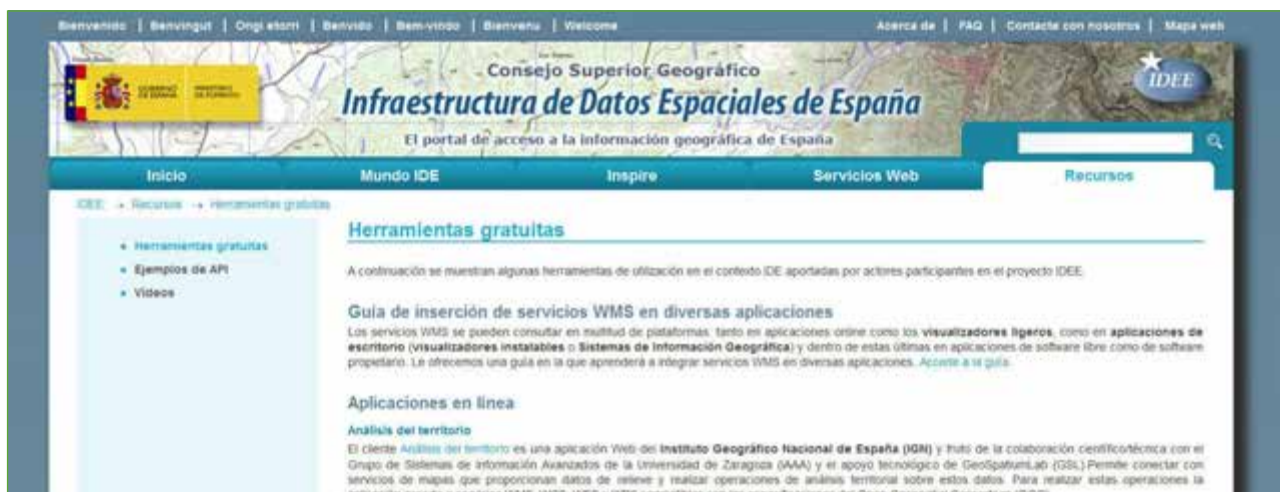 Bienvenido | Benvingut | Ongi etorri | Benvido | Bem-vindo | Bienvenu | Welcome
Acerca de | FAQ | Contacte con nosotros | Mapa web
GOBIERNO DE ESPAÑA MINISTERIO DE FOMENTO
Consejo Superior Geográfico
Infraestructura de Datos Espaciales de España
El portal de acceso a la información geográfica de España
IDEE
Inicio Mundo IDE Inspire Servicios Web Recursos
IDEE → Recursos → Herramientas gratuitas
Herramientas gratuitas
Ejemplos de API
Vídeos
Herramientas gratuitas
A continuación se muestran algunas herramientas de utilización en el contexto IDE aportadas por actores participantes en el proyecto IDEE.
Guía de inserción de servicios WMS en diversas aplicaciones
Los servicios WMS se pueden consultar en multitud de plataformas: tanto en aplicaciones online como los visualizadores ligeros, como en aplicaciones de
escritorio (visualizadores instalables o Sistemas de Información Geográfica) y dentro de estas últimas en aplicaciones de software libre como de software
propietario. Le ofrecemos una guía en la que aprenderá a integrar servicios WMS en diversas aplicaciones. Accede a la guía.
Aplicaciones en línea
Análisis del territorio
El cliente Análisis del territorio es una aplicación Web del Instituto Geográfico Nacional de España (IGN) y fruto de la colaboración científico/técnica con el
Grupo de Sistemas de Información Avanzados de la Universidad de Zaragoza (IAAA) y el apoyo tecnológico de GeoSpatiumLab (GSL).Permite conectar con
servicios de mapas que proporcionan datos de relieve y realizar operaciones de análisis territorial sobre estos datos. Para realizar estas operaciones la